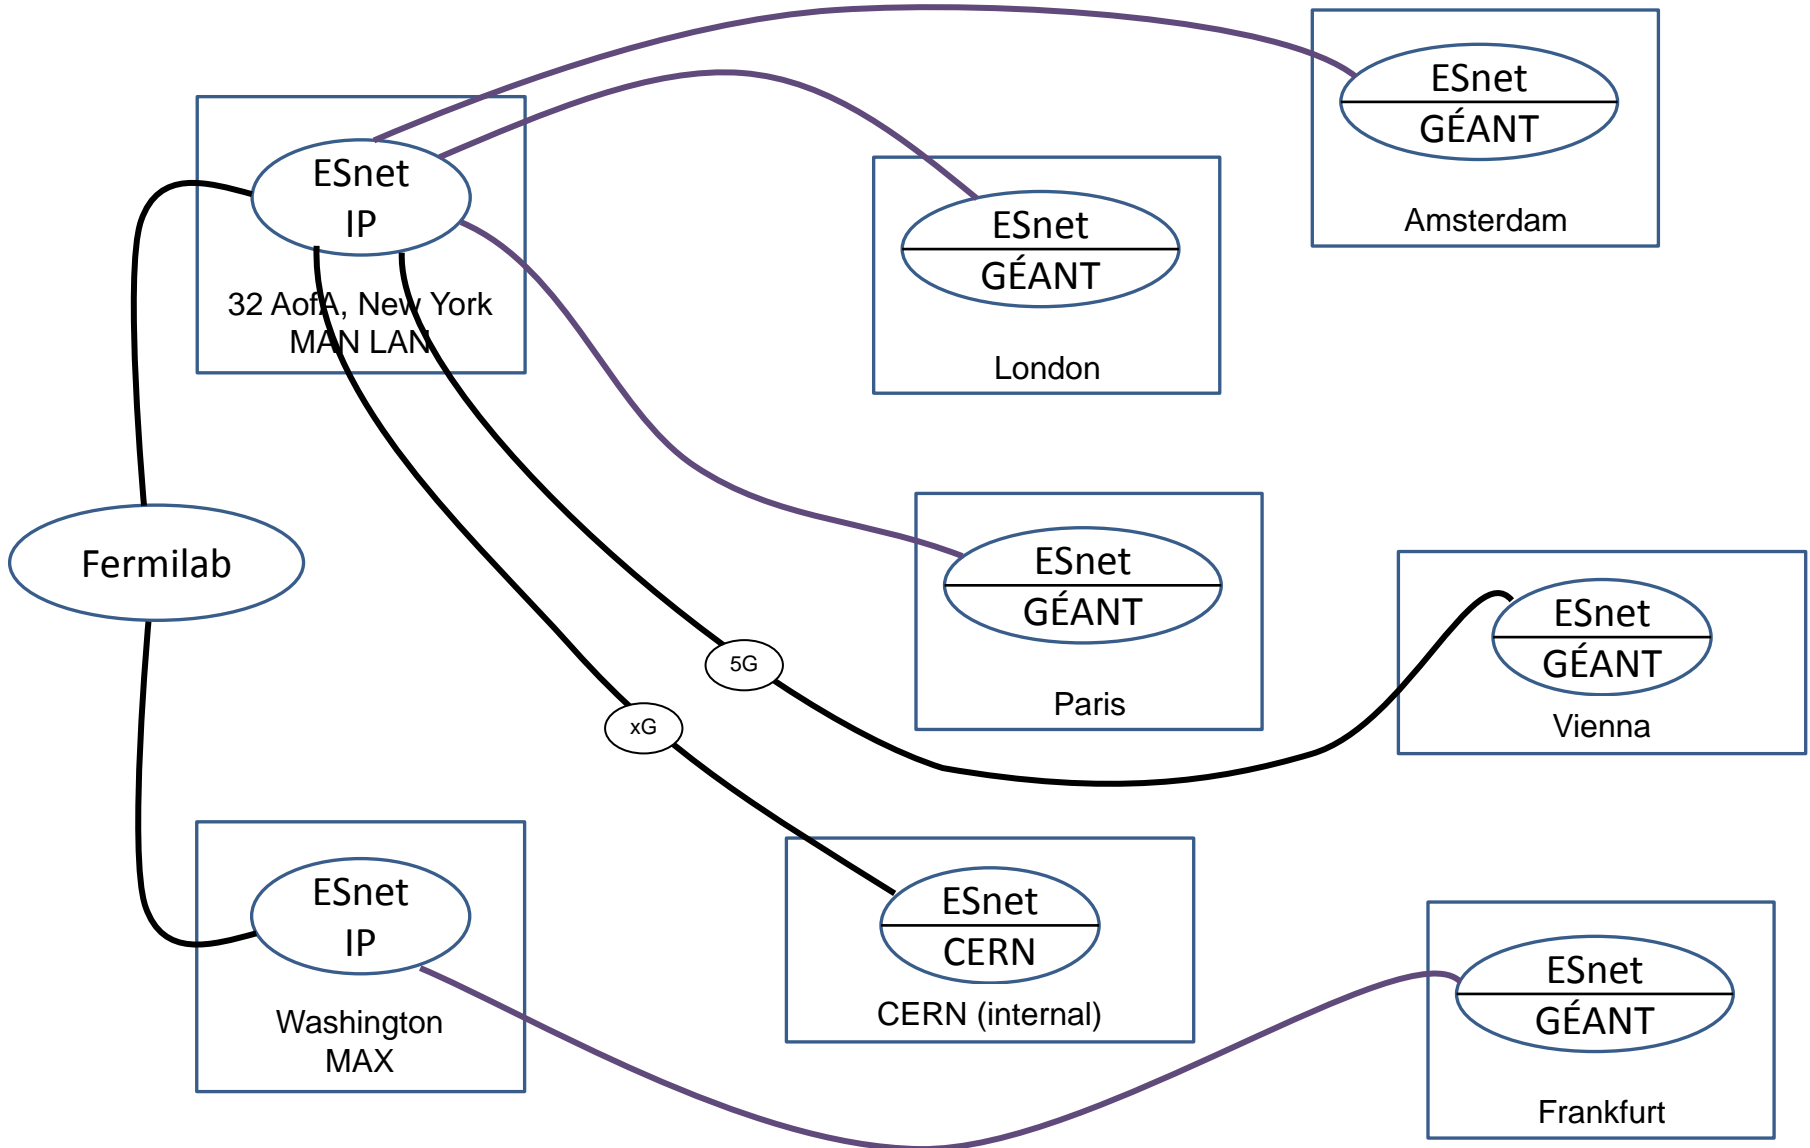 ESnet
GÉANT
Amsterdam
ESnet
IP
32 AofA, New York
MAN LAN
ESnet
GÉANT
London
Fermilab
ESnet
GÉANT
Paris
5G
xG
ESnet
GÉANT
Vienna
ESnet
IP
Washington
MAX
ESnet
CERN
CERN (internal)
ESnet
GÉANT
Frankfurt